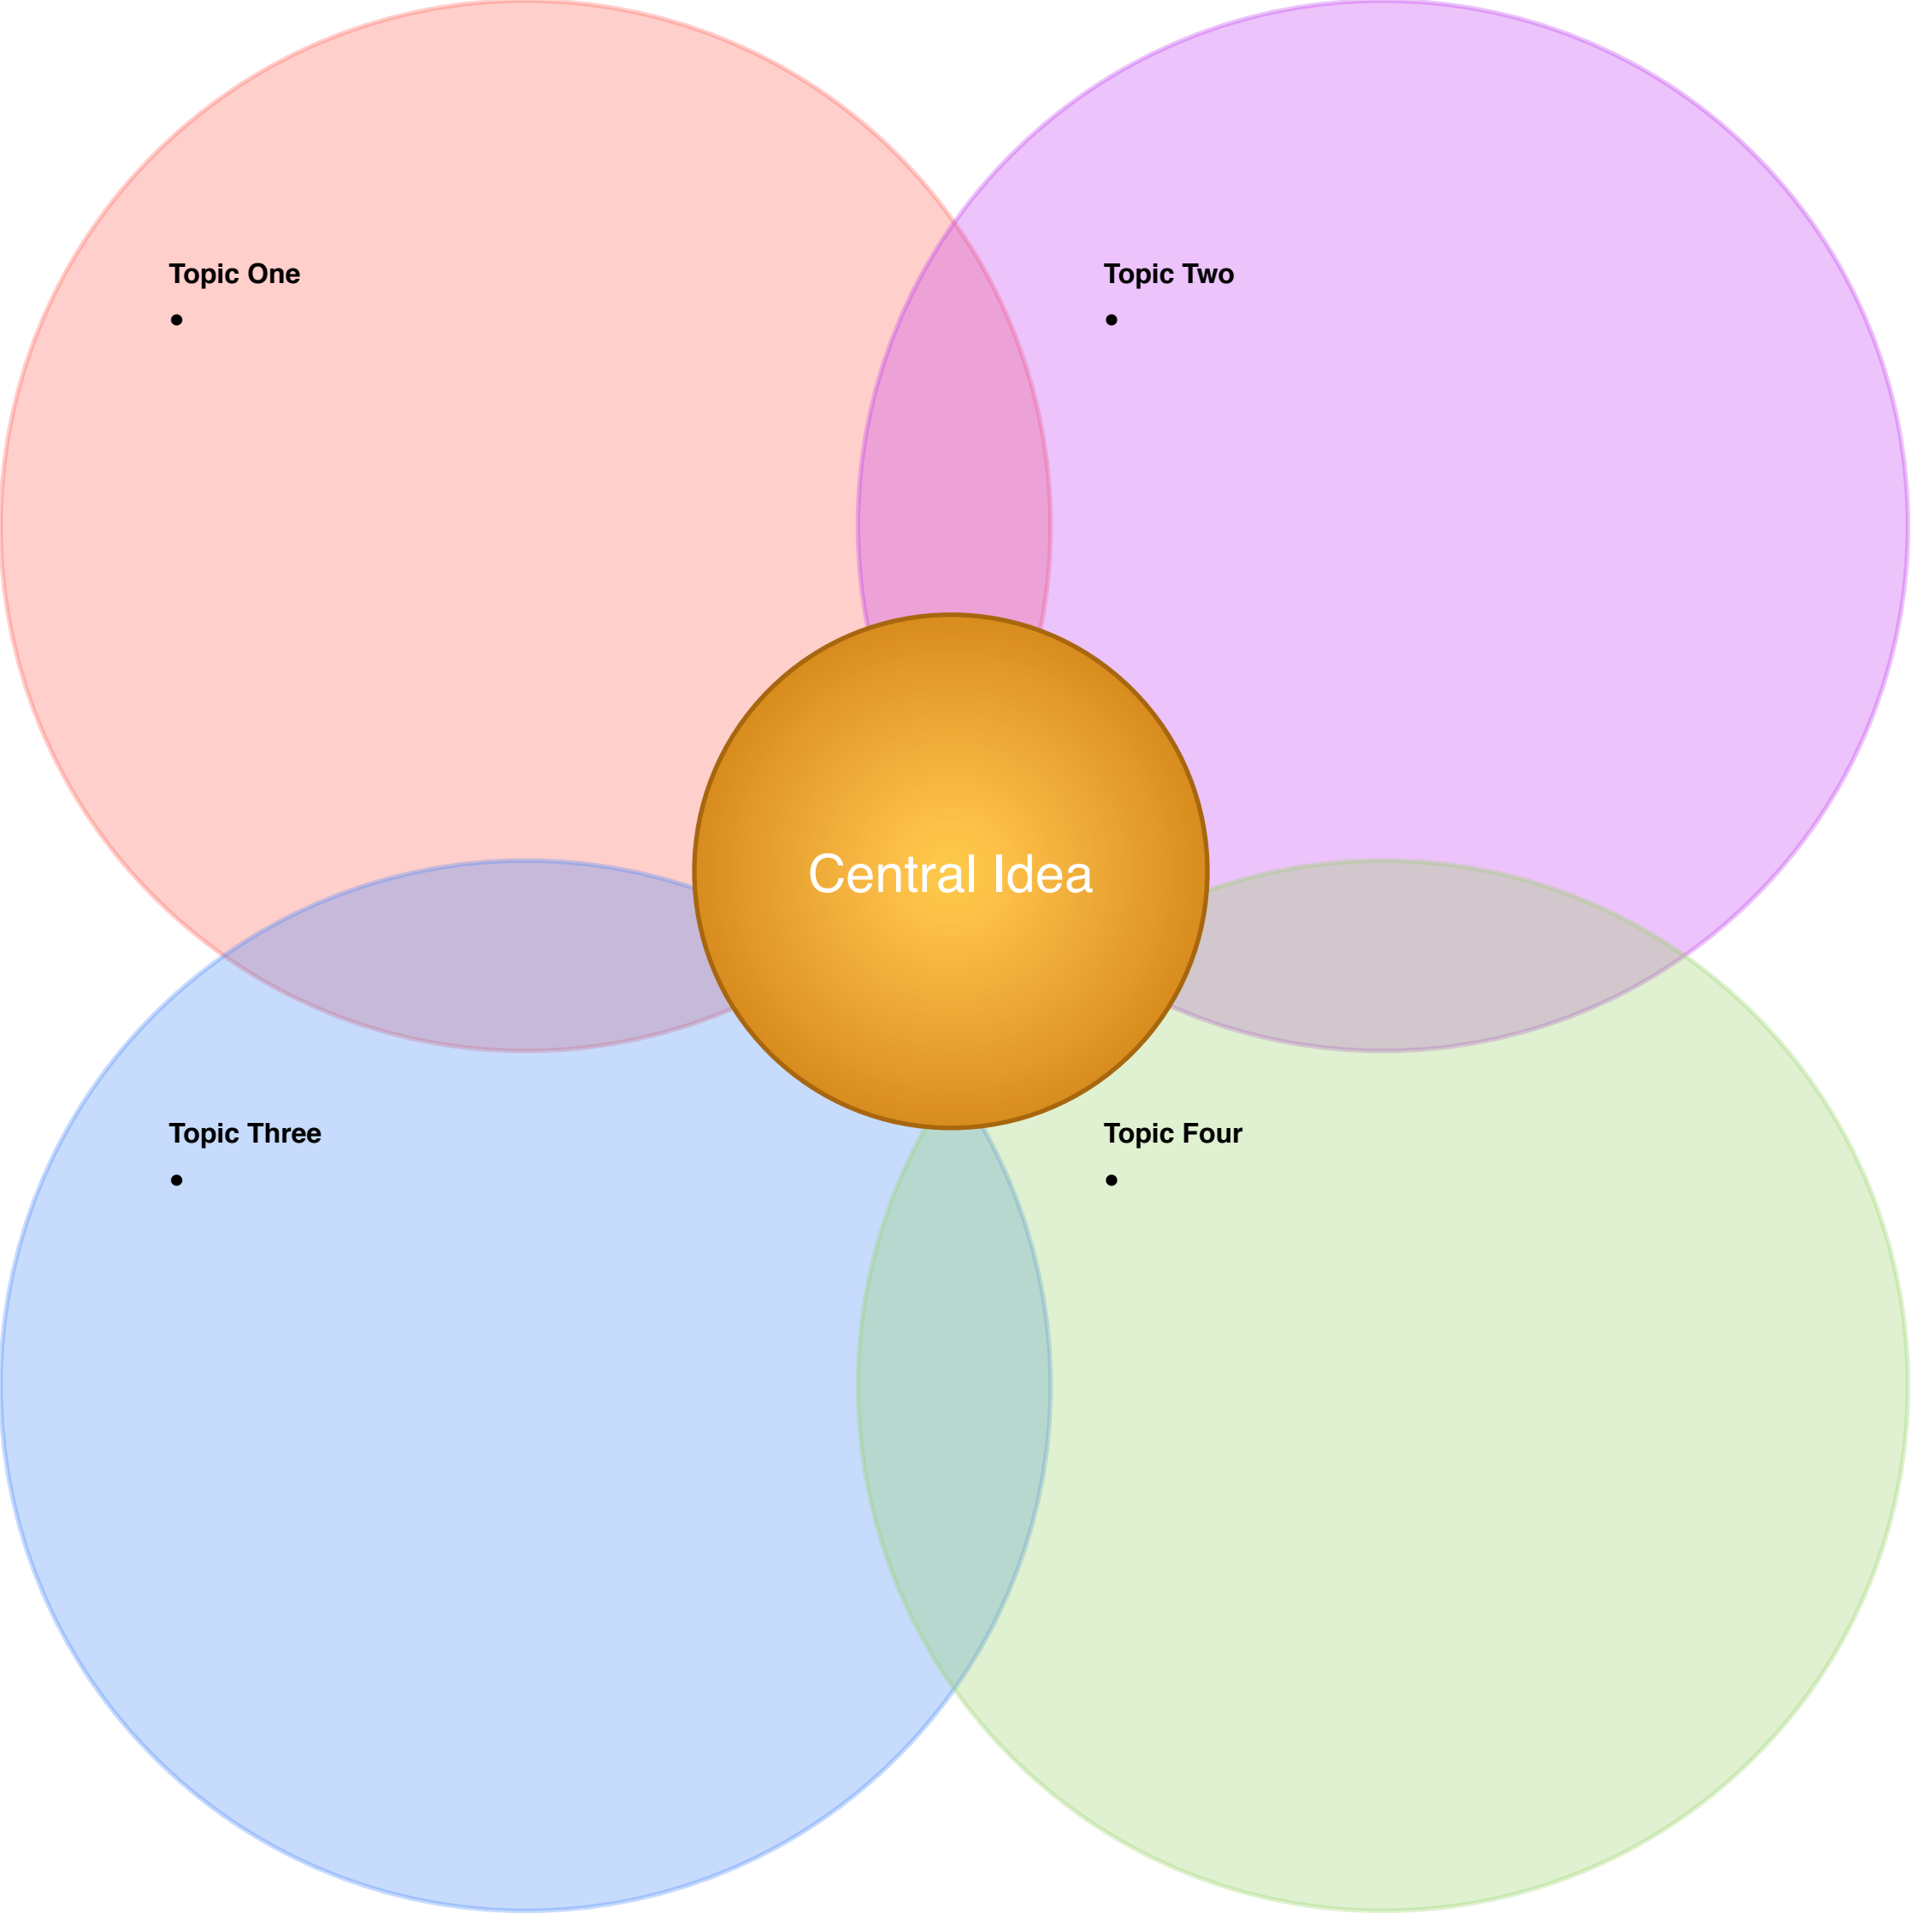 Topic One
•
Topic Two
•
Central Idea
Topic Three
•
Topic Four
•